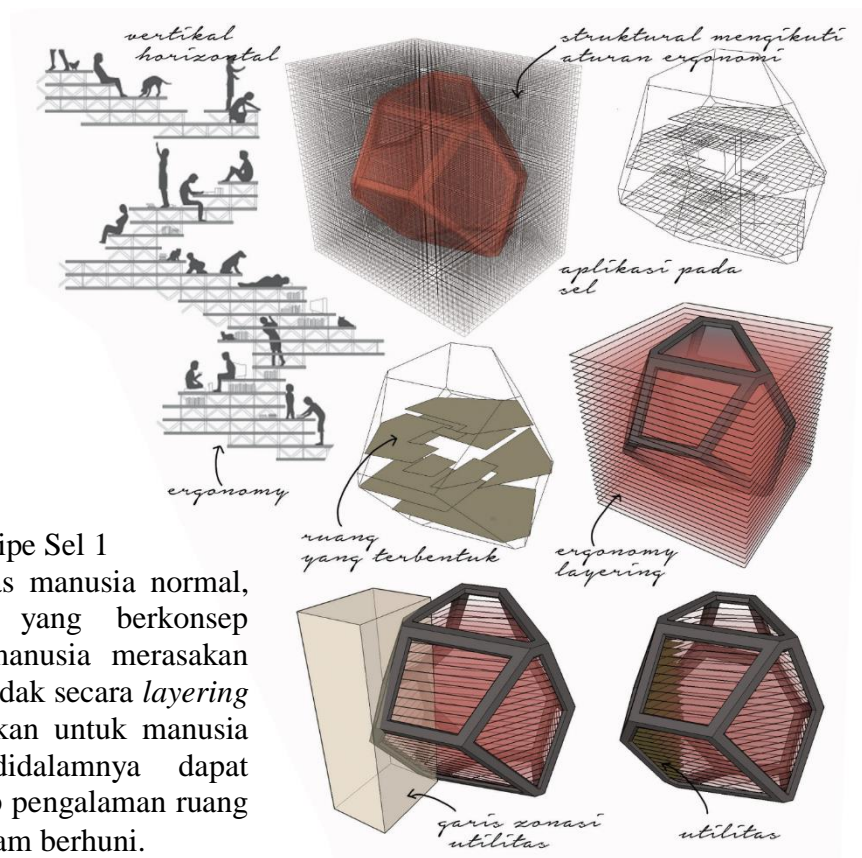 vertikal
horizontal
struktural mengikuti
aturan ergonomi
aplikasi pada
sel
ergonomy
ruang
yang terbentuk
ergonomy
layering
ipe Sel 1
as manusia normal,
yang berkonsep
manusia merasakan
dak secara layering
kan untuk manusia
didalamnya dapat
pengalaman ruang
am berhuni.
garis zonasi
utilitas
utilitas